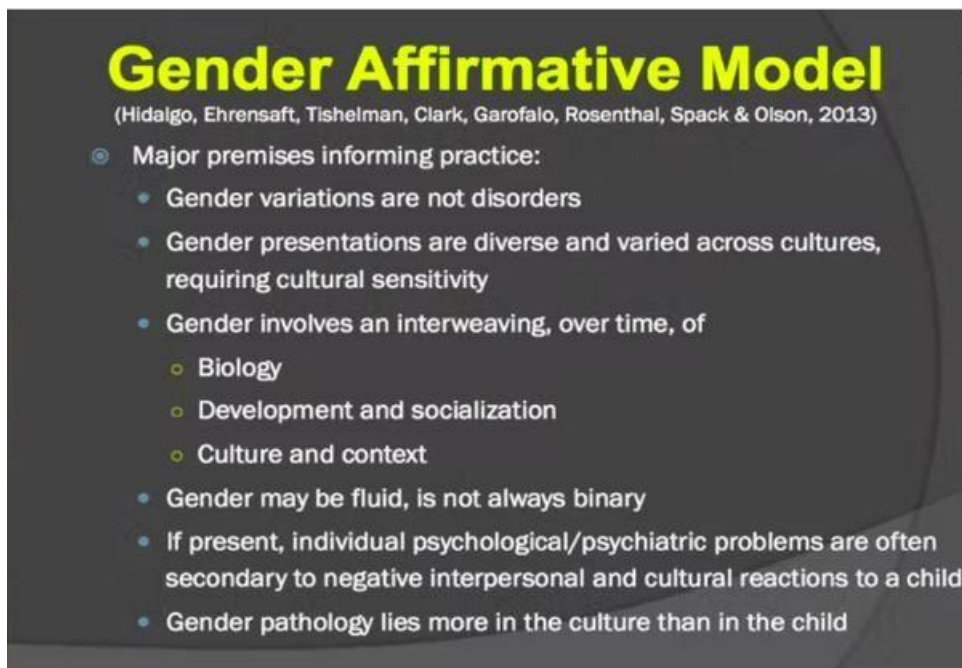 Gender Affirmative Model
(Hidalgo, Ehrensaft, Tishelman, Clark, Garofalo, Rosenthal, Spack & Olson, 2013)
Major premises informing practice:
Gender variations are not disorders
Gender presentations are diverse and varied across cultures,
requiring cultural sensitivity
Gender involves an interweaving, over time, of
Biology
Development and socialization
Culture and context
Gender may be fluid, is not always binary
If present, individual psychological/psychiatric problems are often
secondary to negative interpersonal and cultural reactions to a child
Gender pathology lies more in the culture than in the child